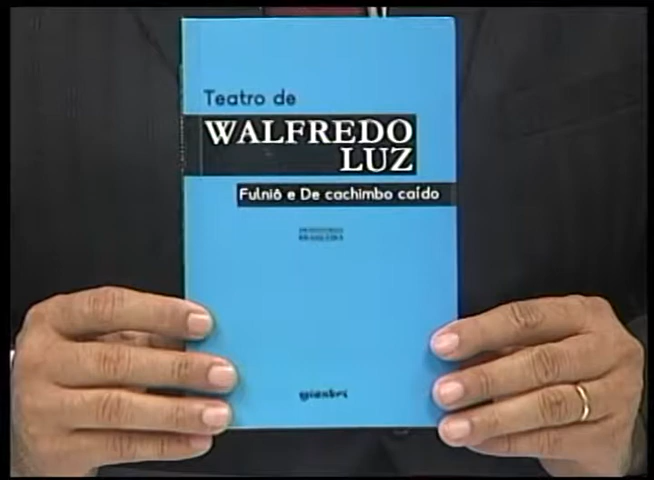 Teatro de
WALFREDO
LUZ
Fulniô e De cachimbo caído
giostri